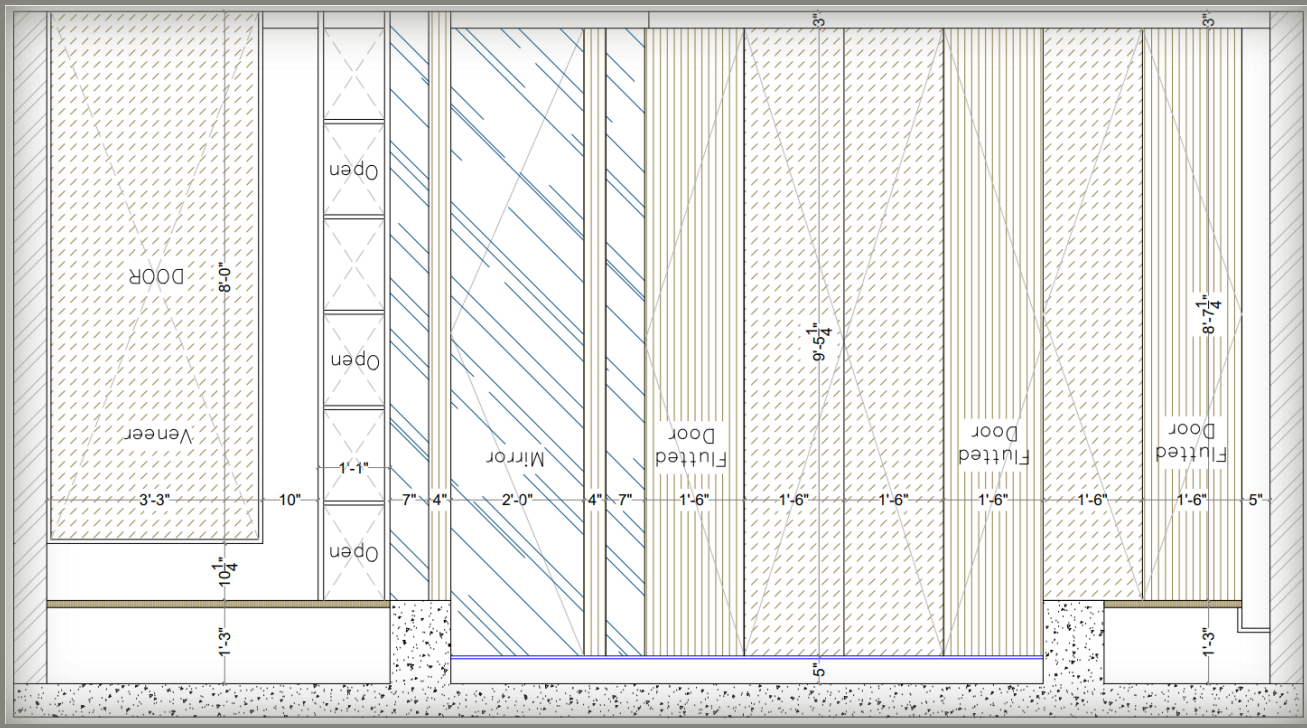 3"
3"
Open
DOOR
8'-0"
8'-7 1/4"
9'-5 1/4"
Open
Veneer
Mirror
Flutted
Door
Flutted
Door
Flutted
Door
1'-1"
3'-3"
10"
7"
4"
2'-0"
4"
7"
1'-6"
1'-6"
1'-6"
1'-6"
1'-6"
1'-6"
5"
Open
10 1/4"
1'-3"
5"
1'-3"